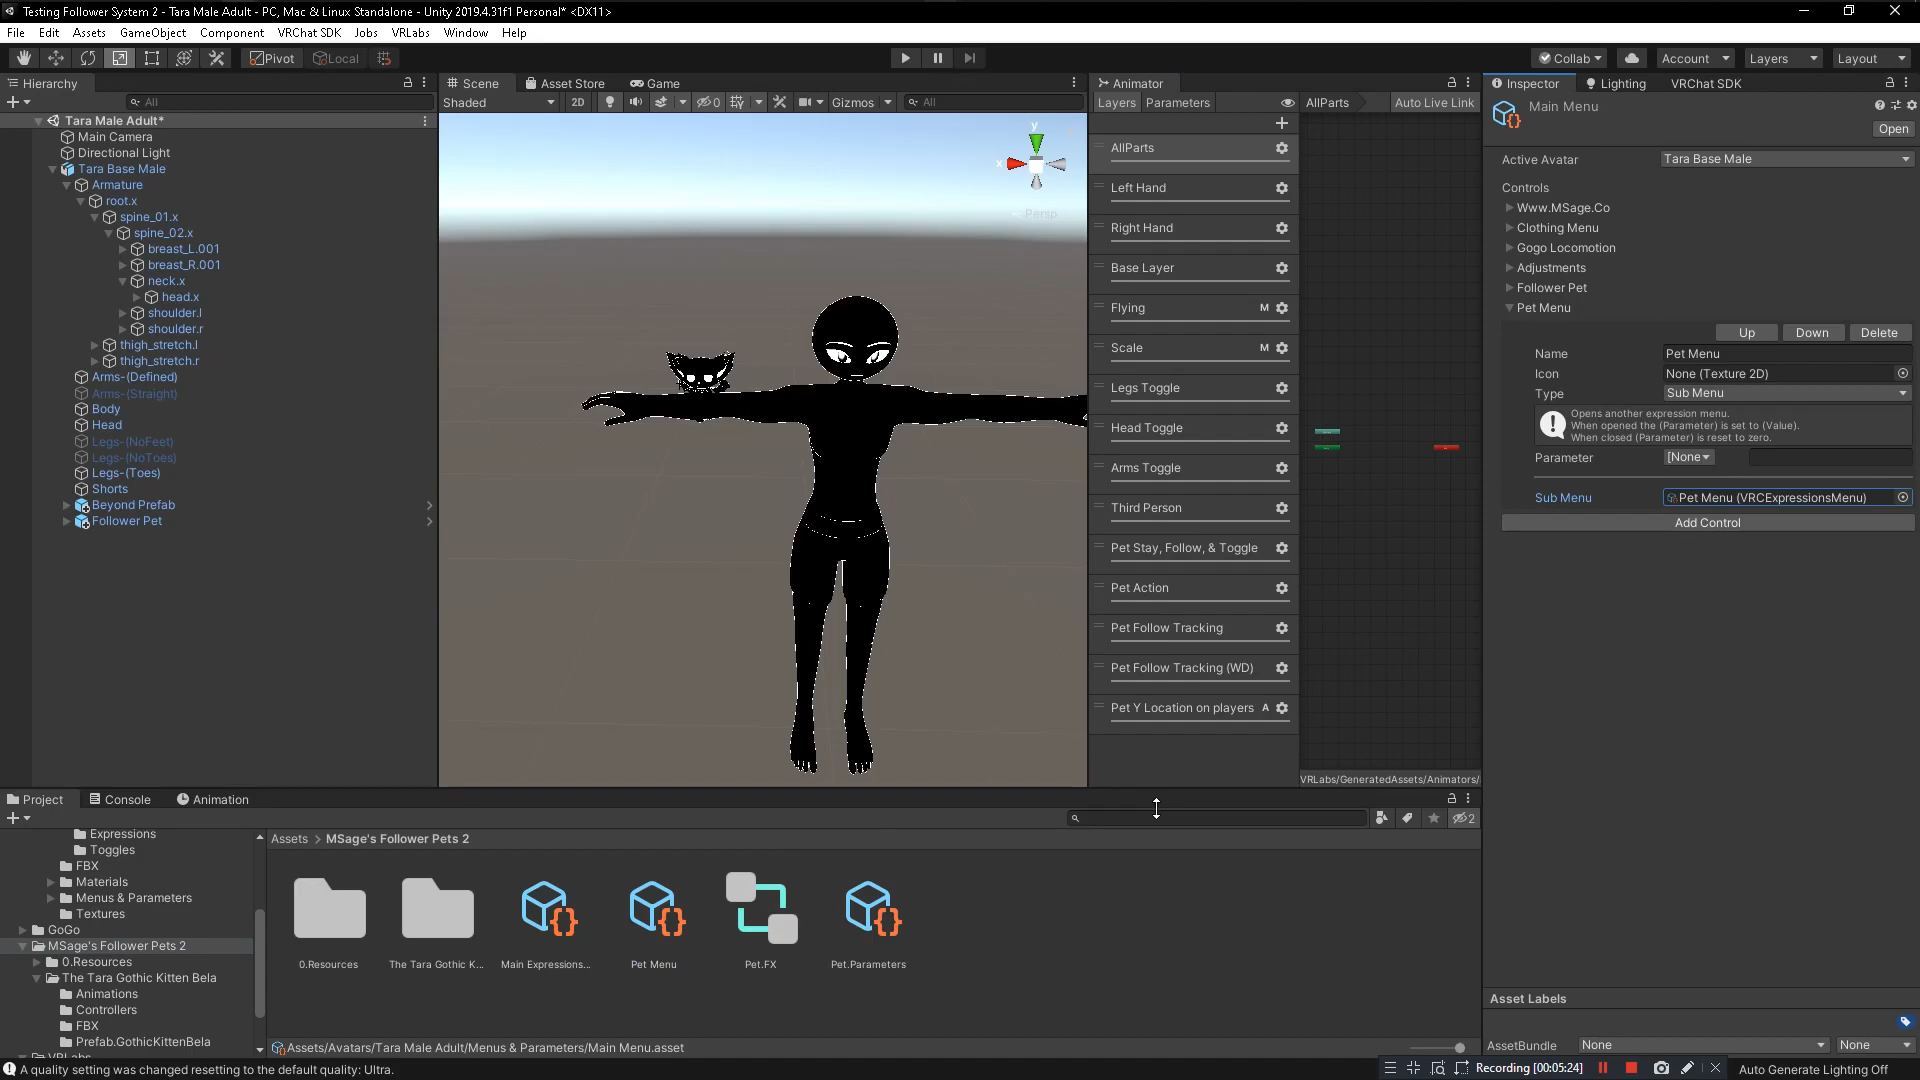 Testing Follower System 2 - Tara Male Adult - PC, Mac & Linux Standalone - Unity 2019.4.31f1 Personal* <DX11>
File Edit Assets GameObject Component VRChat SDK Jobs VRLabs Window Help
Pivot Local Collab Account Layers Layout
Hierarchy
All
Tara Male Adult*
Main Camera
Directional Light
Tara Base Male
Armature
root.x
spine_01.x
spine_02.x
breast_L.001
breast_R.001
neck.x
head.x
shoulder.l
shoulder.r
thigh_stretch.l
thigh_stretch.r
Arms-(Defined)
Arms-(Straight)
Body
Head
Legs-(NoFeet)
Legs-(NoToes)
Legs-(Toes)
Shorts
Beyond Prefab
Follower Pet
Scene Asset Store Game
Shaded 2D 0 Gizmos All
y
x
Persp
Animator
Layers Parameters AllParts Auto Live Link
AllParts
Left Hand
Right Hand
Base Layer
Flying M
Scale M
Legs Toggle
Head Toggle
Arms Toggle
Third Person
Pet Stay, Follow, & Toggle
Pet Action
Pet Follow Tracking
Pet Follow Tracking (WD)
Pet Y Location on players A
VRLabs/GeneratedAssets/Animators/
Inspector Lighting VRChat SDK
Main Menu
Open
Active Avatar Tara Base Male
Controls
Www.MSage.Co
Clothing Menu
Gogo Locomotion
Adjustments
Follower Pet
Pet Menu
Up Down Delete
Name Pet Menu
Icon None (Texture 2D)
Type Sub Menu
Opens another expression menu.
When opened the (Parameter) is set to (Value).
When closed (Parameter) is reset to zero.
Parameter [None
Sub Menu Pet Menu (VRCExpressionsMenu)
Add Control
Asset Labels
AssetBundle None None
Project Console Animation
2
Expressions
Toggles
FBX
Materials
Menus & Parameters
Textures
GoGo
MSage's Follower Pets 2
0.Resources
The Tara Gothic Kitten Bela
Animations
Controllers
FBX
Prefab.GothicKittenBela
VRLabs
Assets > MSage's Follower Pets 2
0.Resources The Tara Gothic K... Main Expressions... Pet Menu Pet.FX Pet.Parameters
Assets/Avatars/Tara Male Adult/Menus & Parameters/Main Menu.asset
A quality setting was changed resetting to the default quality: Ultra.
Recording [00:05:24] Auto Generate Lighting Off